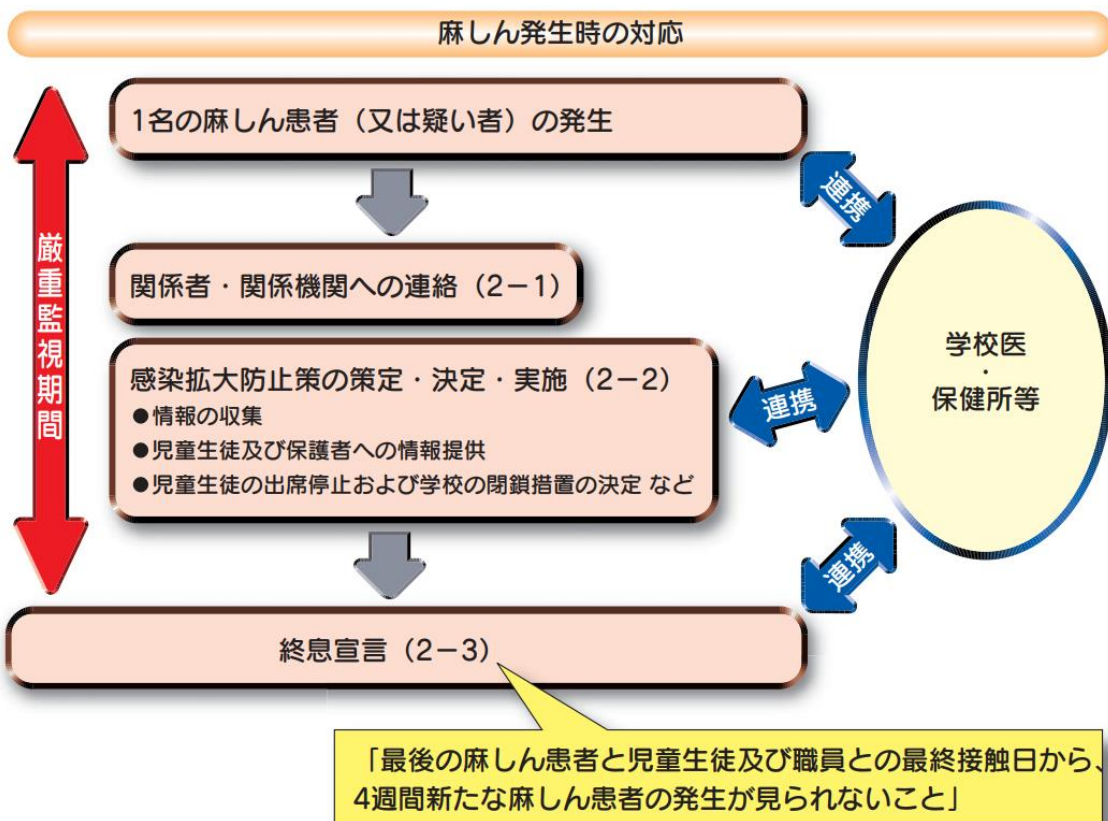 麻しん発生時の対応
1名の麻しん患者（又は疑い者）の発生
連携
厳重監視期間
関係者・関係機関への連絡（2－1）
感染拡大防止策の策定・決定・実施（2－2）
●情報の収集
●児童生徒及び保護者への情報提供
●児童生徒の出席停止および学校の閉鎖措置の決定 など
連携
学校医
・
保健所等
連携
終息宣言（2－3）
「最後の麻しん患者と児童生徒及び職員との最終接触日から、
4週間新たな麻しん患者の発生が見られないこと」